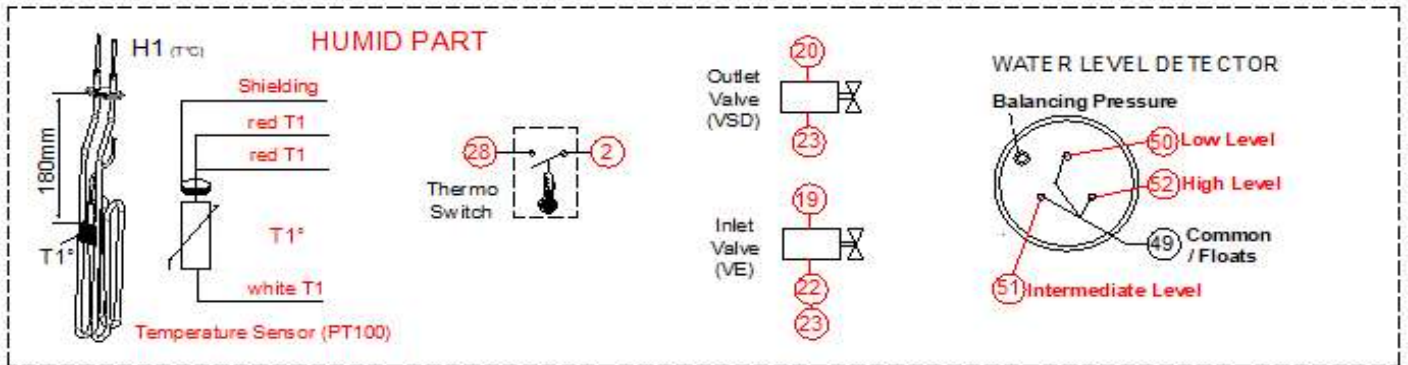 HUMID PART
H1 (T°C)
Shielding
red T1
red T1
180mm
T1°
T1°
white T1
Temperature Sensor (PT100)
28
2
Thermo
Switch
20
Outlet
Valve
(VSD)
23
19
Inlet
Valve
(VE)
22
23
WATER LEVEL DETECTOR
Balancing Pressure
50 Low Level
52 High Level
49 Common
/ Floats
51 Intermediate Level